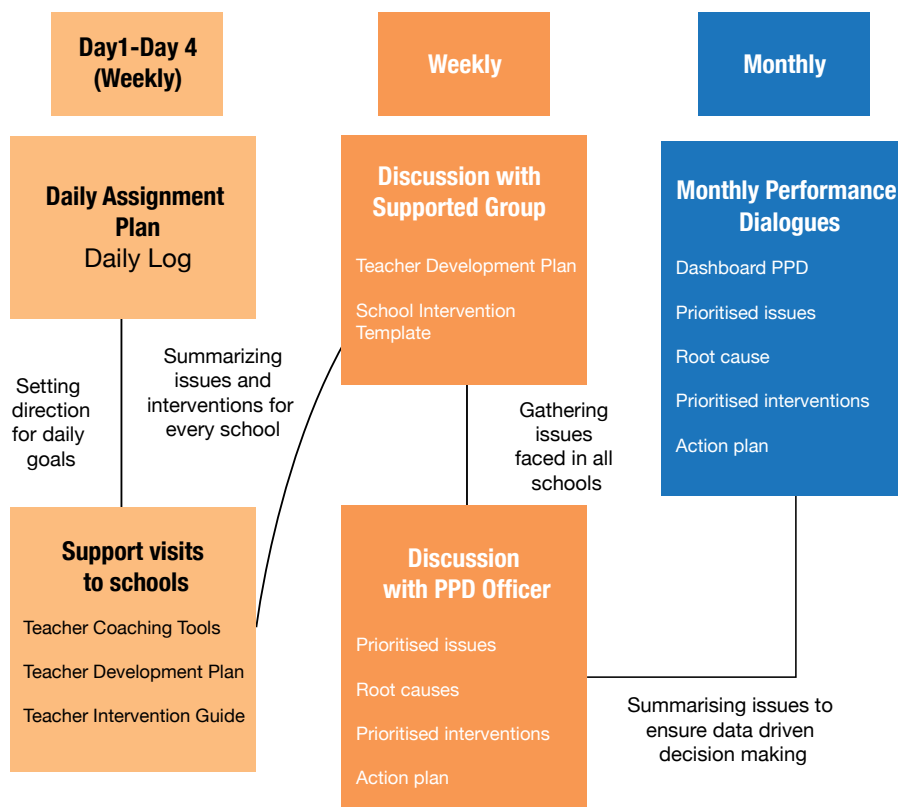 Day1-Day 4
(Weekly)
Weekly
Monthly
Daily Assignment
Plan
Daily Log
Setting
direction
for daily
goals
Support visits
to schools
Teacher Coaching Tools
Teacher Development Plan
Teacher Intervention Guide
Summarizing
issues and
interventions for
every school
Discussion with
Supported Group
Teacher Development Plan
School Intervention
Template
Gathering
issues
faced in all
schools
Discussion
with PPD Officer
Prioritised issues
Root causes
Prioritised interventions
Action plan
Summarising issues to
ensure data driven
decision making
Monthly Performance
Dialogues
Dashboard PPD
Prioritised issues
Root cause
Prioritised interventions
Action plan